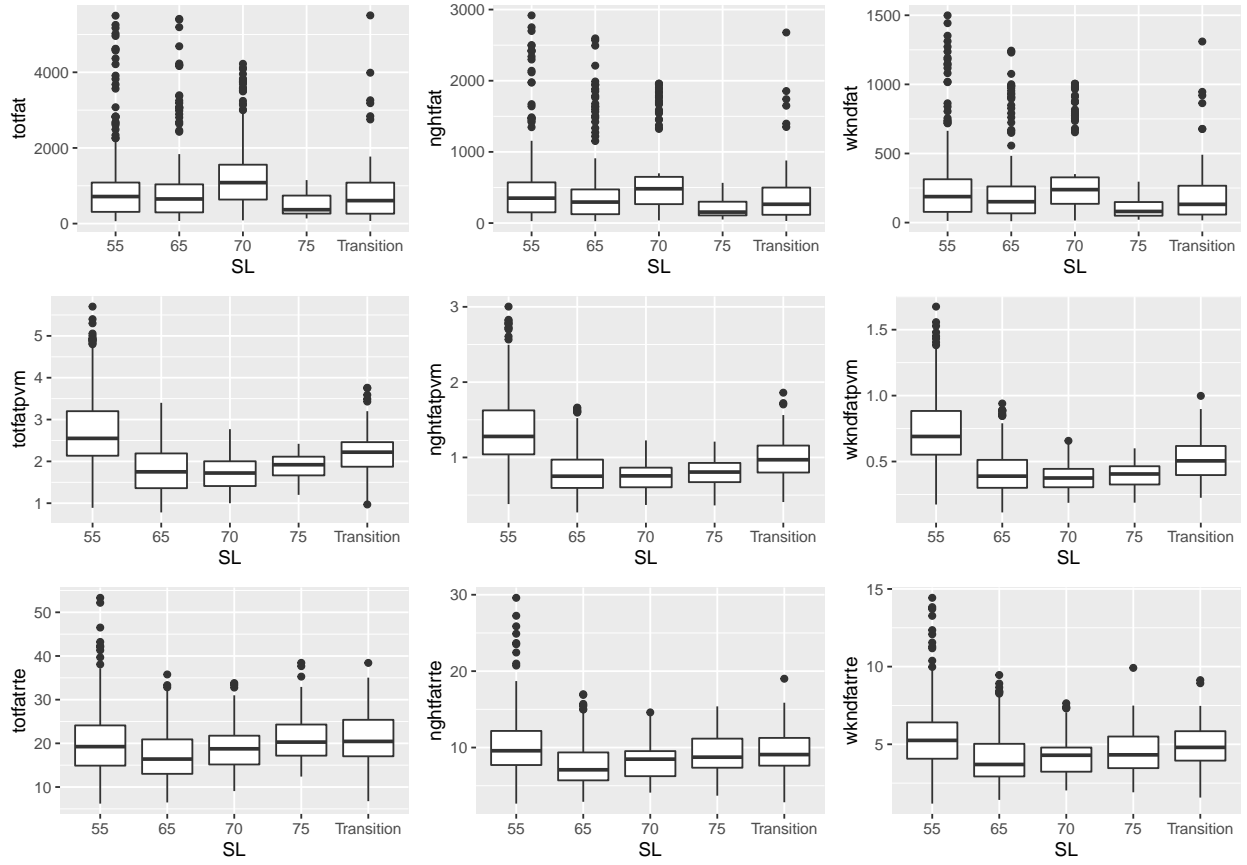 totfat
4000
2000
0
55 65 70 75 Transition
SL
nghtfat
3000
2000
1000
0
55 65 70 75 Transition
SL
wkndfat
1500
1000
500
0
55 65 70 75 Transition
SL
totfatpvm
5
4
3
2
1
55 65 70 75 Transition
SL
nghtfatpvm
3
2
1
55 65 70 75 Transition
SL
wkndfatpvm
1.5
1.0
0.5
55 65 70 75 Transition
SL
totfatrte
50
40
30
20
10
55 65 70 75 Transition
SL
nghtfatrte
30
20
10
55 65 70 75 Transition
SL
wkndfatrte
15
10
5
55 65 70 75 Transition
SL